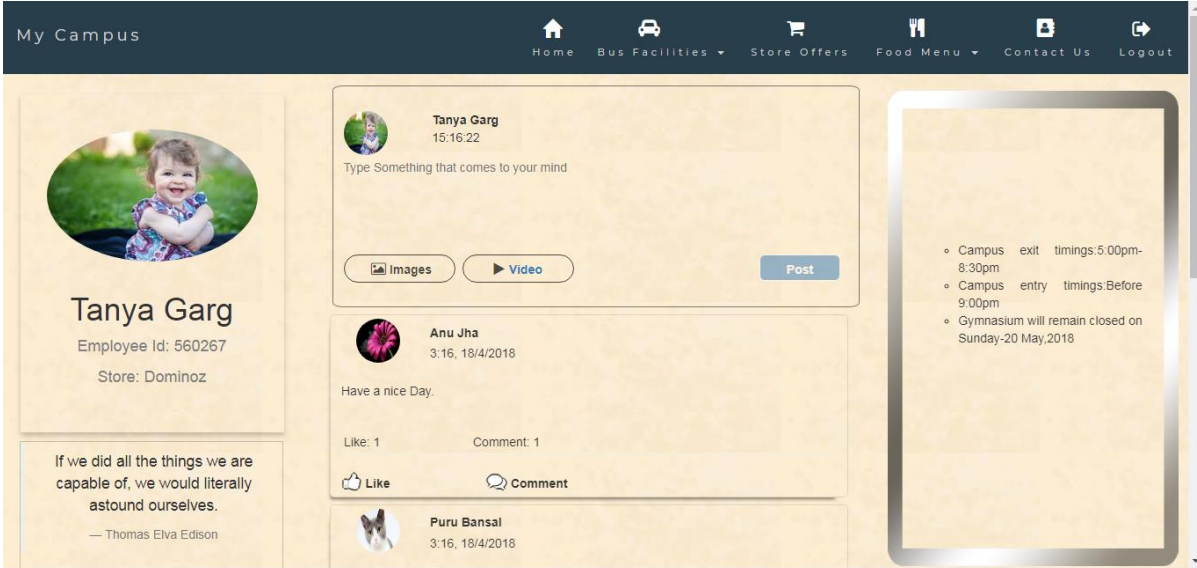 My Campus
Home
Bus Facilities
Store Offers
Food Menu
Contact Us
Logout
Tanya Garg
Employee Id: 560267
Store: Dominoz
If we did all the things we are
capable of, we would literally
astound ourselves.
— Thomas Elva Edison
Tanya Garg
15:16:22
Type Something that comes to your mind
Images
Video
Post
Anu Jha
3:16, 18/4/2018
Have a nice Day.
Like: 1
Comment: 1
Like
Comment
Puru Bansal
3:16, 18/4/2018
Campus exit timings:5:00pm-
8:30pm
Campus entry timings:Before
9:00pm
Gymnasium will remain closed on
Sunday-20 May,2018